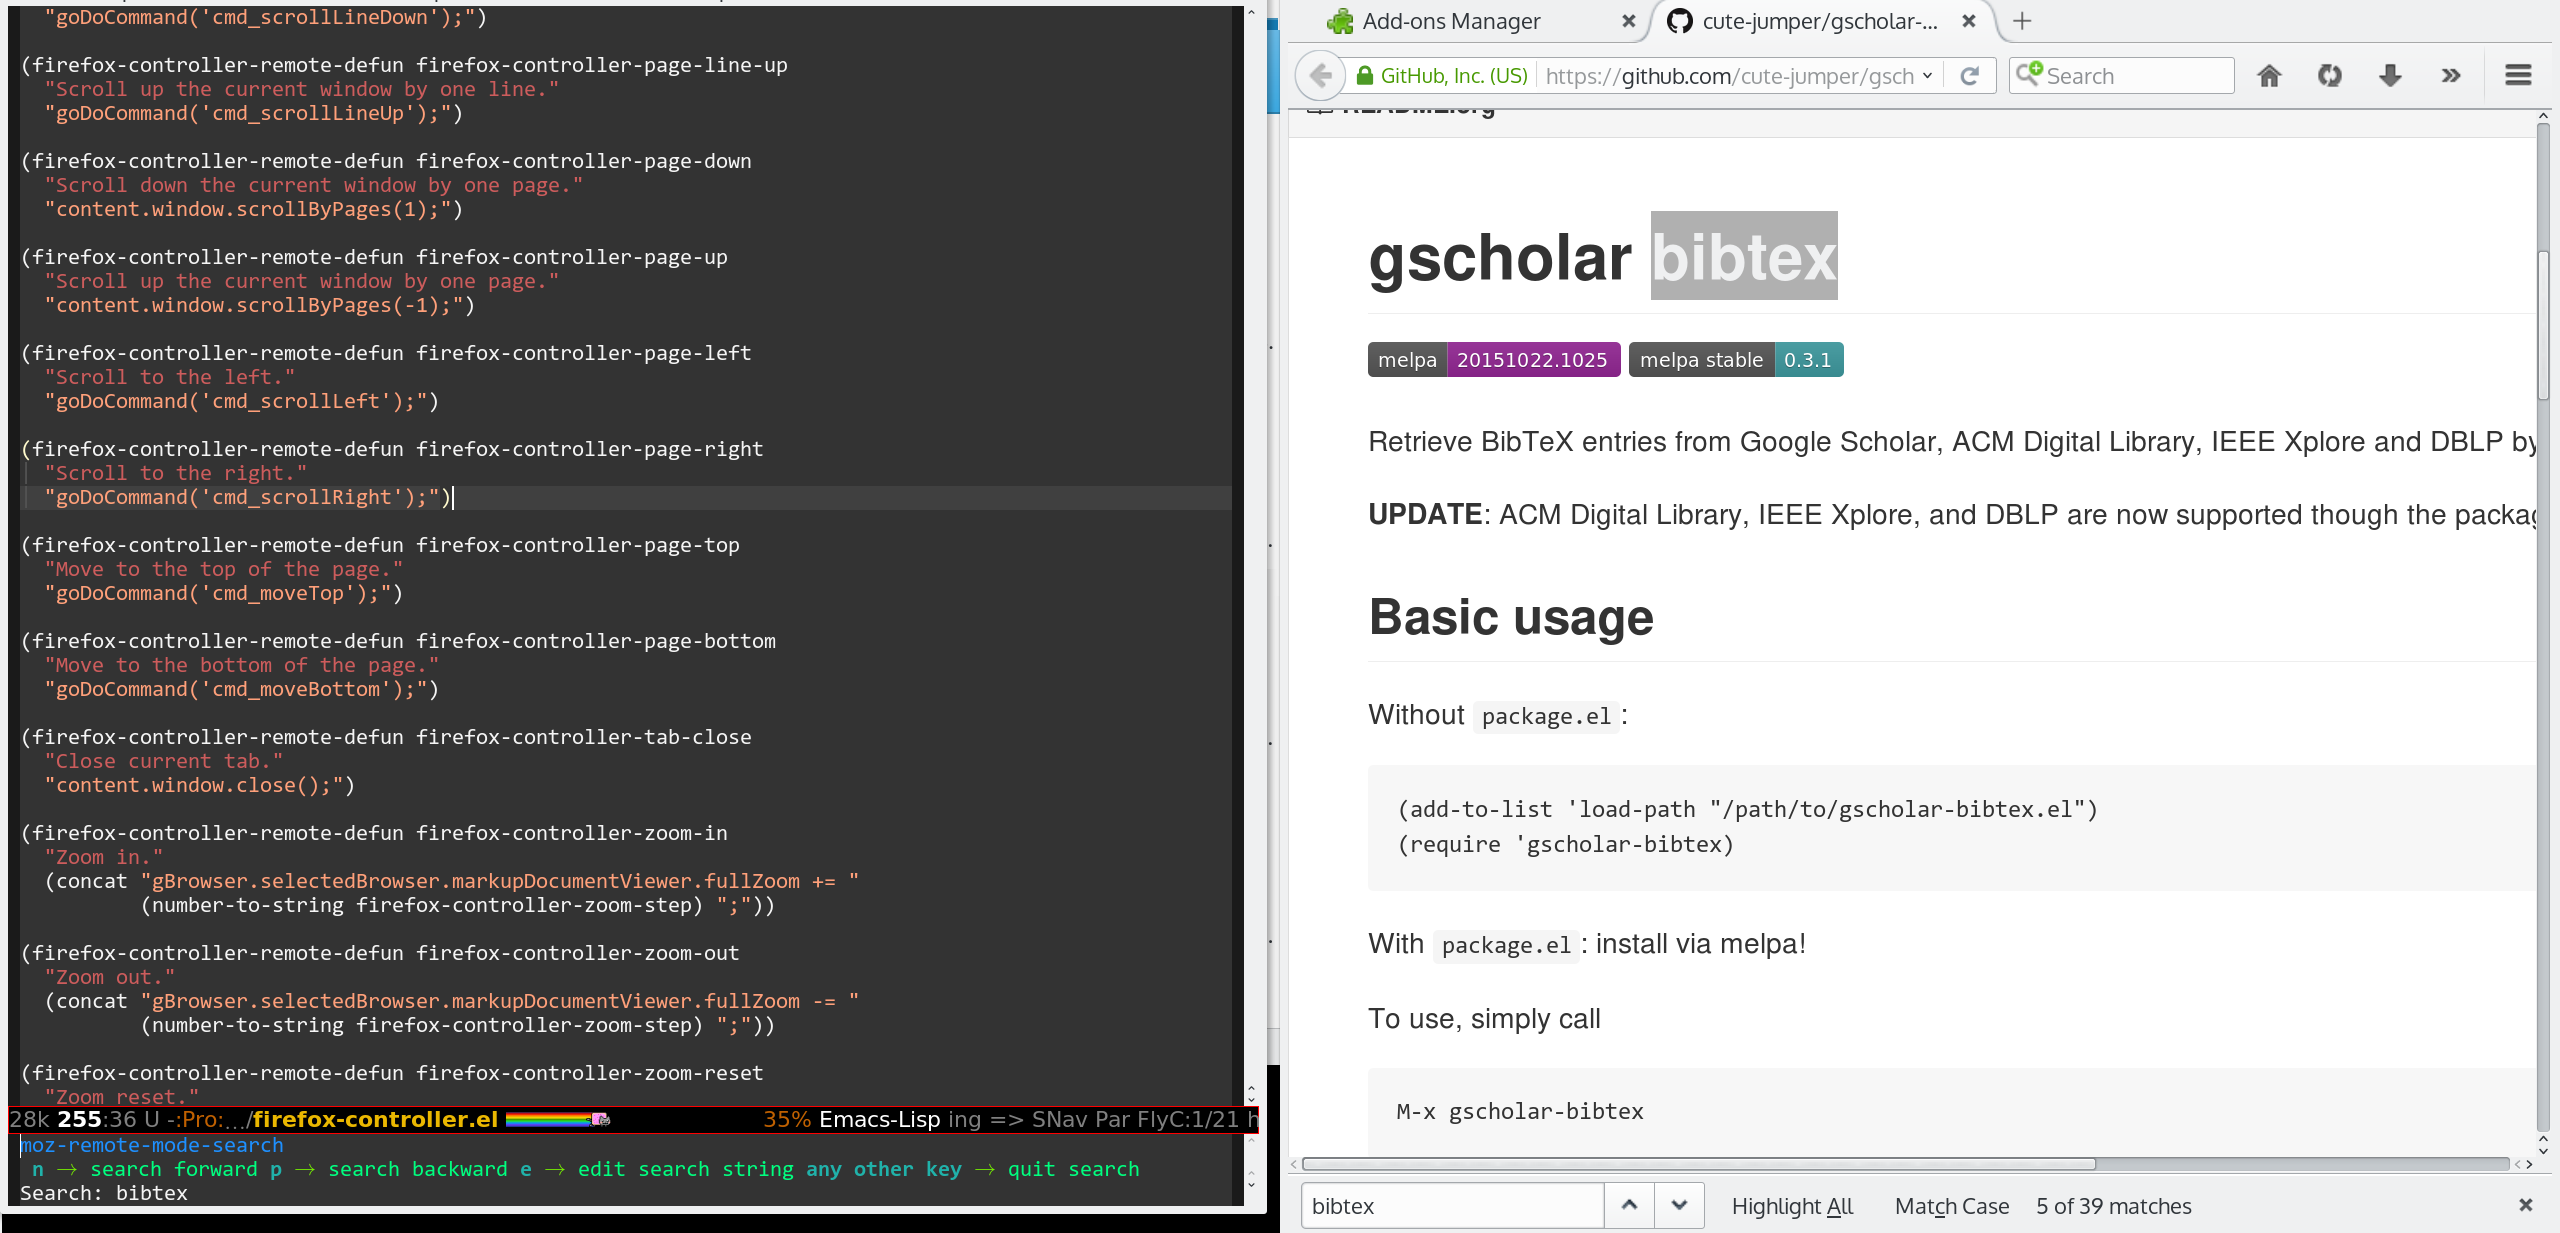 "goDoCommand('cmd_scrollLineDown');")
(firefox-controller-remote-defun firefox-controller-page-line-up
"Scroll up the current window by one line."
"goDoCommand('cmd_scrollLineUp');")
(firefox-controller-remote-defun firefox-controller-page-down
"Scroll down the current window by one page."
"content.window.scrollByPages(1);")
(firefox-controller-remote-defun firefox-controller-page-up
"Scroll up the current window by one page."
"content.window.scrollByPages(-1);")
(firefox-controller-remote-defun firefox-controller-page-left
"Scroll to the left."
"goDoCommand('cmd_scrollLeft');")
(firefox-controller-remote-defun firefox-controller-page-right
"Scroll to the right."
"goDoCommand('cmd_scrollRight');")
(firefox-controller-remote-defun firefox-controller-page-top
"Move to the top of the page."
"goDoCommand('cmd_moveTop');")
(firefox-controller-remote-defun firefox-controller-page-bottom
"Move to the bottom of the page."
"goDoCommand('cmd_moveBottom');")
(firefox-controller-remote-defun firefox-controller-tab-close
"Close current tab."
"content.window.close();")
(firefox-controller-remote-defun firefox-controller-zoom-in
"Zoom in."
(concat "gBrowser.selectedBrowser.markupDocumentViewer.fullZoom += "
(number-to-string firefox-controller-zoom-step) ";"))
(firefox-controller-remote-defun firefox-controller-zoom-out
"Zoom out."
(concat "gBrowser.selectedBrowser.markupDocumentViewer.fullZoom -= "
(number-to-string firefox-controller-zoom-step) ";"))
(firefox-controller-remote-defun firefox-controller-zoom-reset
"Zoom reset."
28k 255:36 U -:Pro:.../firefox-controller.el 35% Emacs-Lisp ing => SNav Par FlyC:1/21 h
moz-remote-mode-search
n → search forward p → search backward e → edit search string any other key → quit search
Search: bibtex
Add-ons Manager
cute-jumper/gscholar-...
GitHub, Inc. (US) https://github.com/cute-jumper/gsch
Search
README.org
gscholar bibtex
melpa 20151022.1025 melpa stable 0.3.1
Retrieve BibTeX entries from Google Scholar, ACM Digital Library, IEEE Xplore and DBLP by
UPDATE: ACM Digital Library, IEEE Xplore, and DBLP are now supported though the packag
Basic usage
Without package.el:
(add-to-list 'load-path "/path/to/gscholar-bibtex.el")
(require 'gscholar-bibtex)
With package.el: install via melpa!
To use, simply call
M-x gscholar-bibtex
bibtex Highlight All Match Case 5 of 39 matches